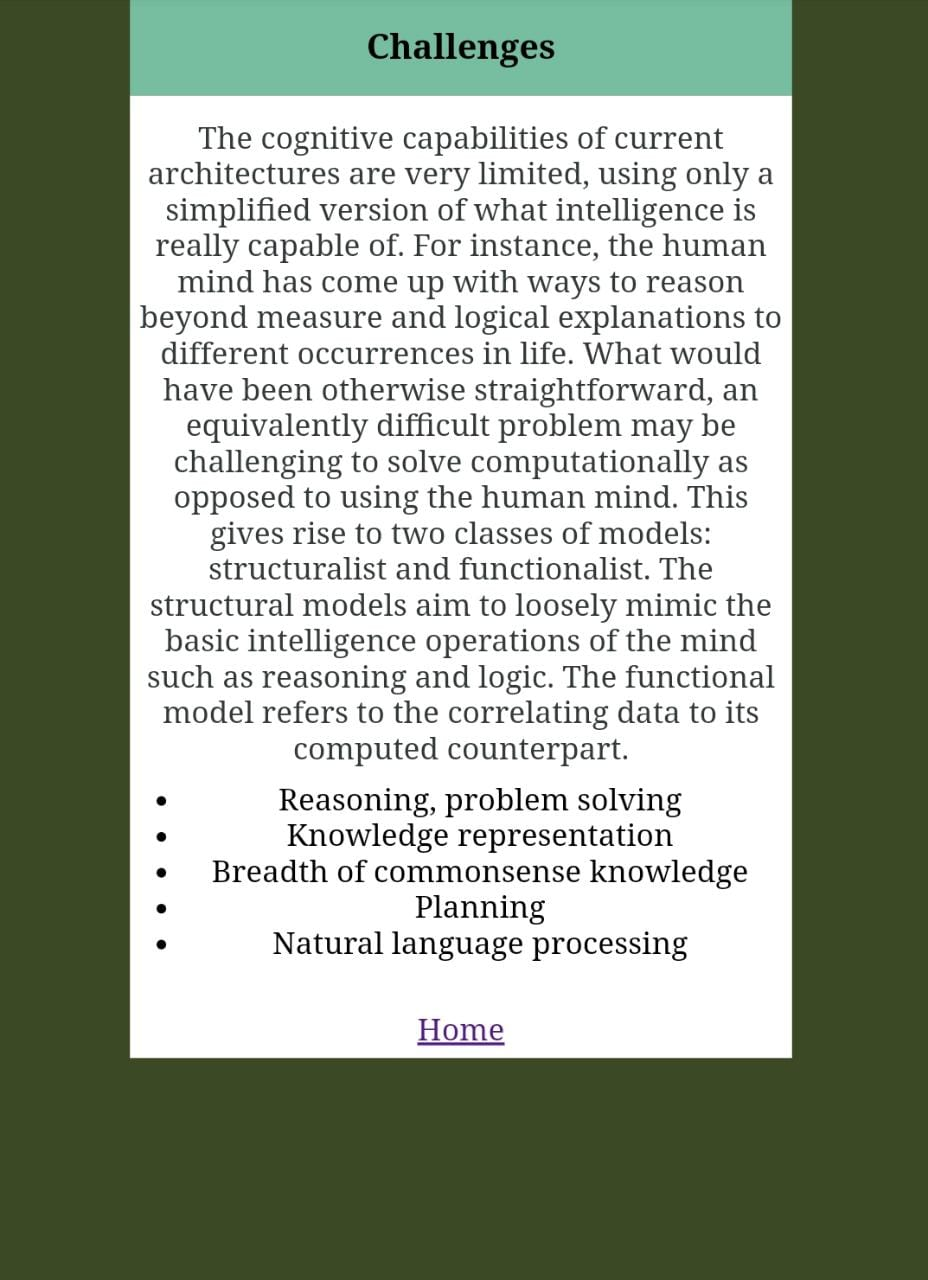 Challenges
The cognitive capabilities of current
architectures are very limited, using only a
simplified version of what intelligence is
really capable of. For instance, the human
mind has come up with ways to reason
beyond measure and logical explanations to
different occurrences in life. What would
have been otherwise straightforward, an
equivalently difficult problem may be
challenging to solve computationally as
opposed to using the human mind. This
gives rise to two classes of models:
structuralist and functionalist. The
structural models aim to loosely mimic the
basic intelligence operations of the mind
such as reasoning and logic. The functional
model refers to the correlating data to its
computed counterpart.
• Reasoning, problem solving
• Knowledge representation
• Breadth of commonsense knowledge
• Planning
• Natural language processing
Home